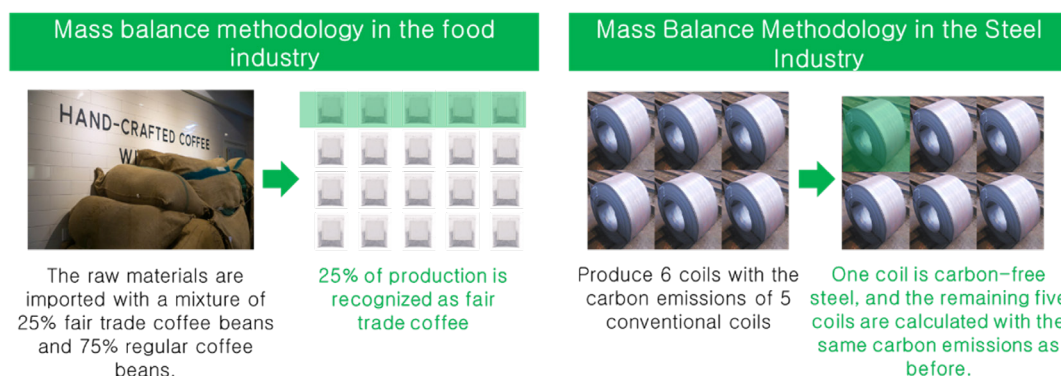 Mass balance methodology in the food
industry
HAND-CRAFTED COFFEE
The raw materials are
imported with a mixture of
25% fair trade coffee beans
and 75% regular coffee
beans.
25% of production is
recognized as fair
trade coffee
Mass Balance Methodology in the Steel
Industry
Produce 6 coils with the
carbon emissions of 5
conventional coils
One coil is carbon-free
steel, and the remaining five
coils are calculated with the
same carbon emissions as
before.